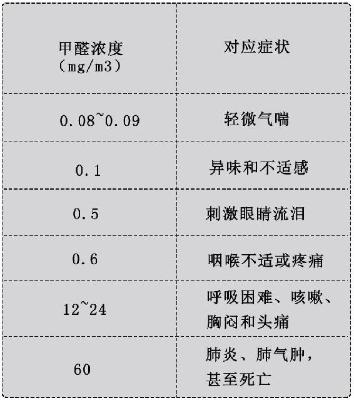 甲醛浓度
（mg/m3）
对应症状
0.08~0.09
轻微气喘
0.1
异味和不适感
0.5
刺激眼睛流泪
0.6
咽喉不适或疼痛
12~24
呼吸困难、咳嗽、
胸闷和头痛
60
肺炎、肺气肿，
甚至死亡